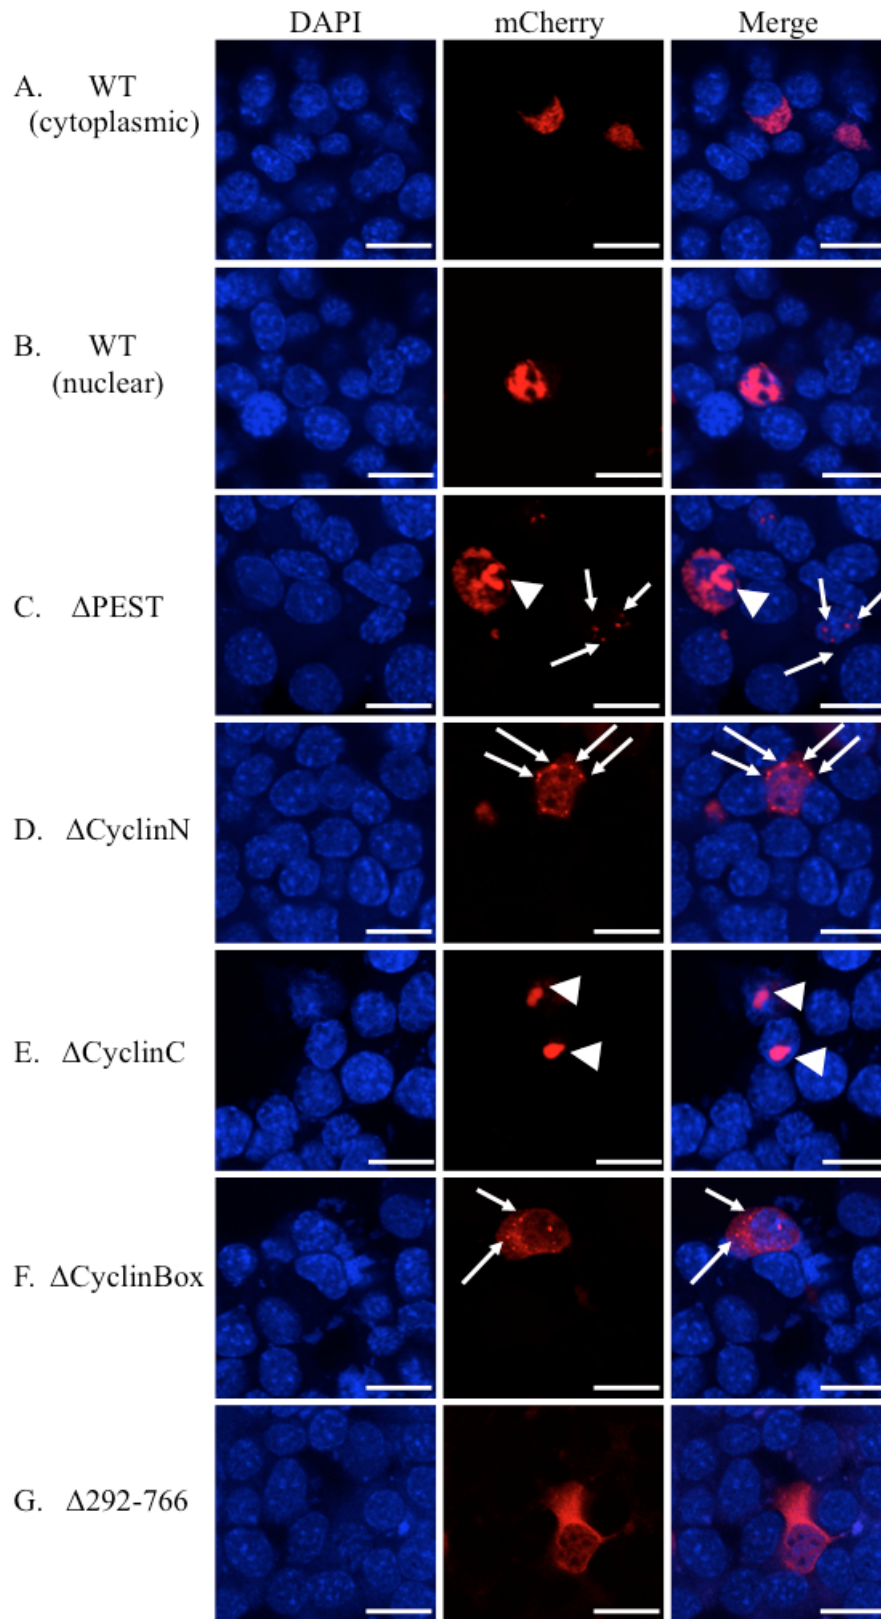 DAPI mCherry Merge
A. WT
(cytoplasmic)
B. WT
(nuclear)
C. ΔPEST
D. ΔCyclinN
E. ΔCyclinC
F. ΔCyclinBox
G. Δ292-766